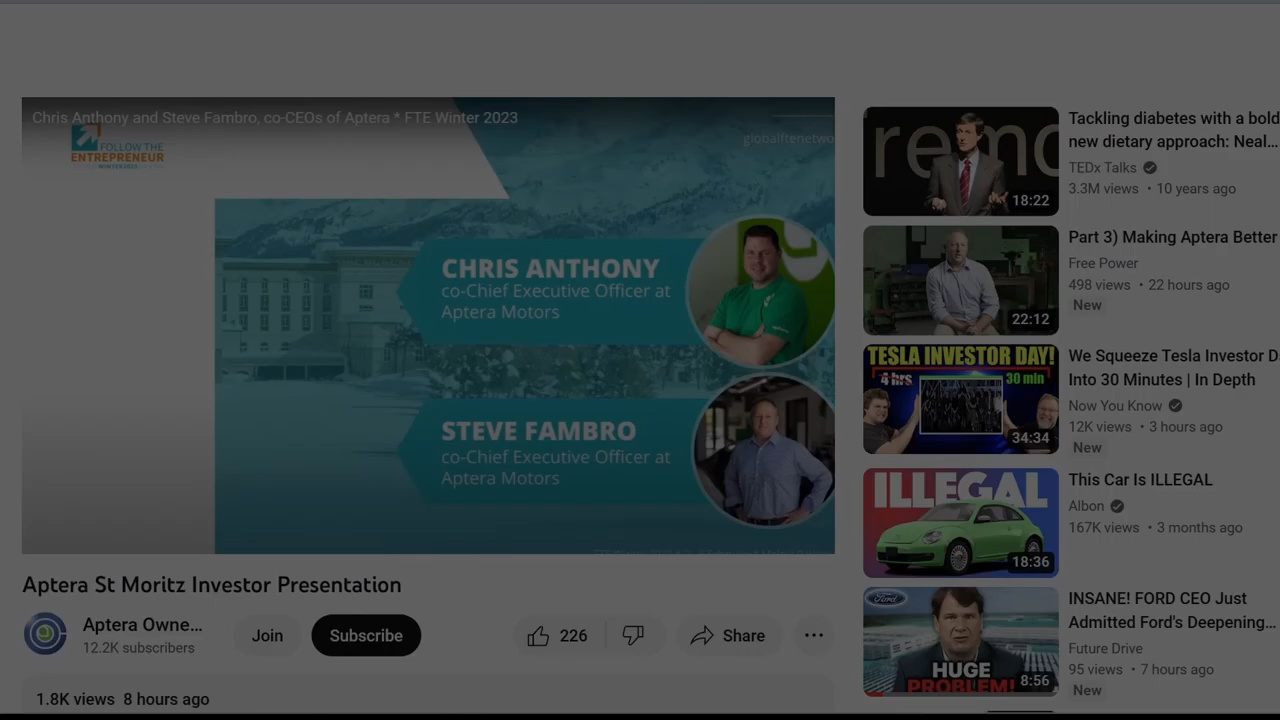 Chris Anthony and Steve Fambro, co-CEOs of Aptera * FTE Winter 2023
globalftenetwo
FOLLOW THE
ENTREPRENEUR
CHRIS ANTHONY
co-Chief Executive Officer at
Aptera Motors
STEVE FAMBRO
co-Chief Executive Officer at
Aptera Motors
Aptera St Moritz Investor Presentation
Aptera Owne...
12.2K subscribers
Join
Subscribe
226
Share
1.8K views 8 hours ago
remo
18:22
Tackling diabetes with a bold
new dietary approach: Neal...
TEDx Talks
3.3M views • 10 years ago
22:12
Part 3) Making Aptera Better
Free Power
498 views • 22 hours ago
New
TESLA INVESTOR DAY!
4 hrs
30 min
34:34
We Squeeze Tesla Investor D
Into 30 Minutes | In Depth
Now You Know
12K views • 3 hours ago
New
ILLEGAL
18:36
This Car Is ILLEGAL
Albon
167K views • 3 months ago
Ford
HUGE
PROBLEM!
8:56
INSANE! FORD CEO Just
Admitted Ford's Deepening...
Future Drive
95 views • 7 hours ago
New